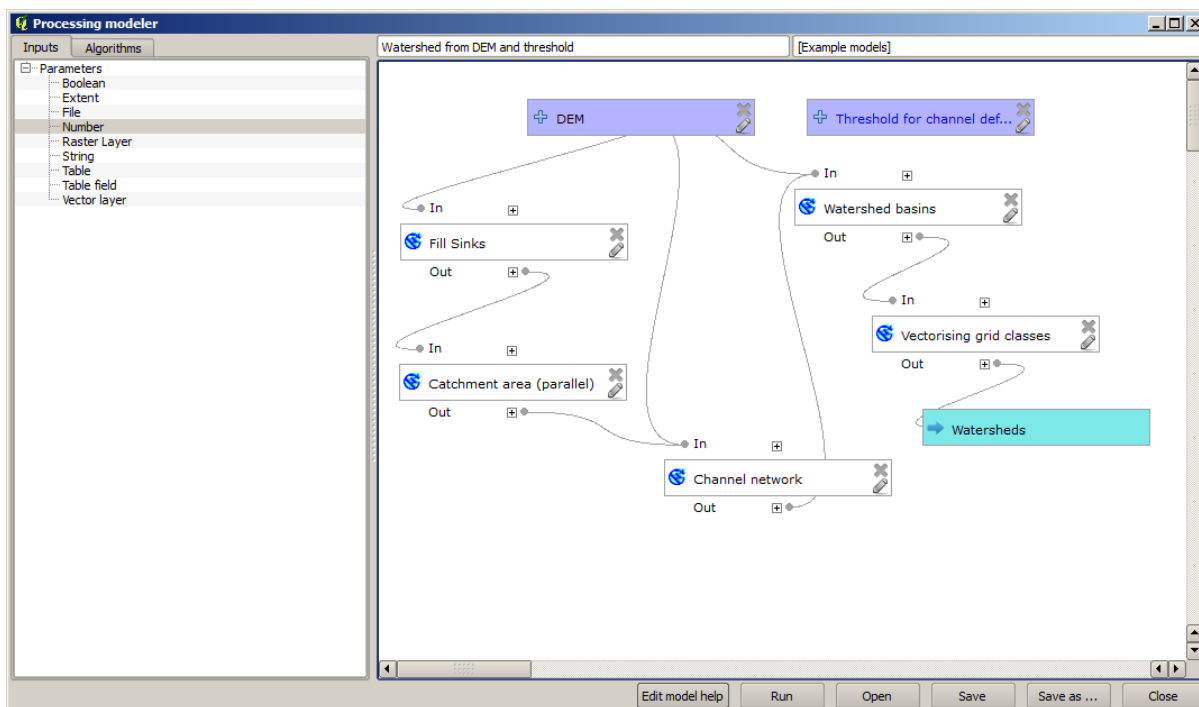 Processing modeler
Inputs
Algorithms
Watershed from DEM and threshold
[Example models]
Parameters
Boolean
Extent
File
Number
Raster Layer
String
Table
Table field
Vector layer
DEM
Threshold for channel def...
In
Watershed basins
Out
In
Fill Sinks
Out
In
Vectorising grid classes
Out
In
Catchment area (parallel)
Out
Watersheds
In
Channel network
Out
Edit model help
Run
Open
Save
Save as ...
Close